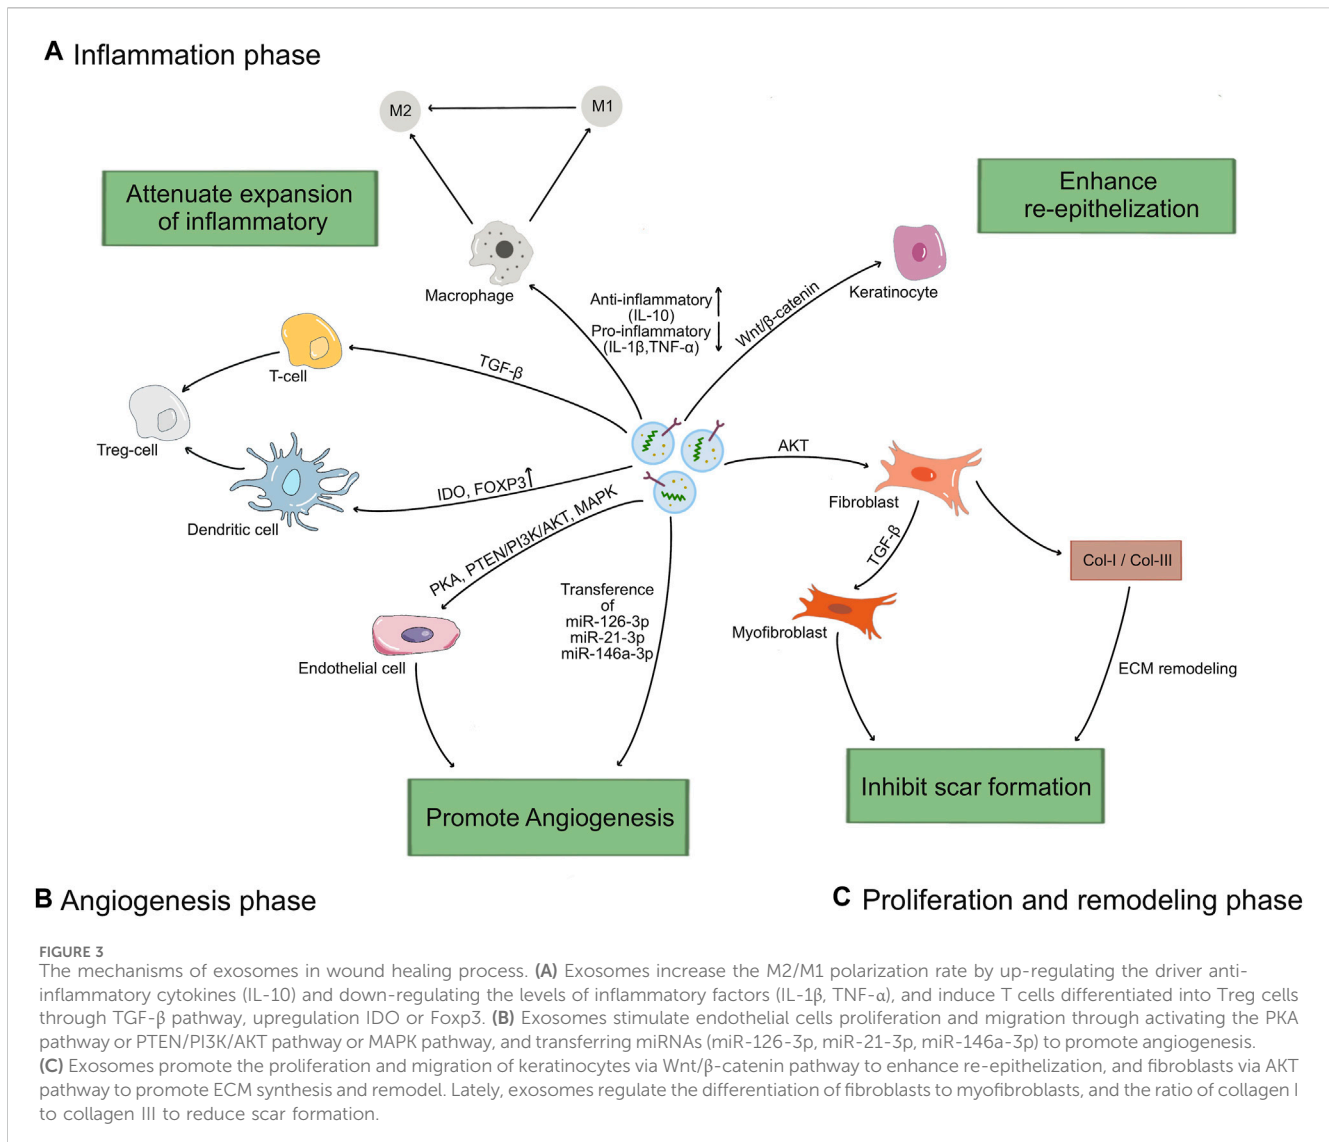 A Inflammation phase
M2
M1
Attenuate expansion
of inflammatory
Enhance
re-epithelization
Macrophage
Anti-inflammatory
(IL-10)
Pro-inflammatory
(IL-1β,TNF-α)
Wnt/β-catenin
Keratinocyte
T-cell
TGF-β
Treg-cell
Dendritic cell
IDO, FOXP3
AKT
Fibroblast
TGF-β
Col-I / Col-III
PKA, PTEN/PI3K/AKT, MAPK
Transference
of
miR-126-3p
miR-21-3p
miR-146a-3p
Endothelial cell
Myofibroblast
ECM remodeling
Promote Angiogenesis
Inhibit scar formation
B Angiogenesis phase
C Proliferation and remodeling phase
FIGURE 3
The mechanisms of exosomes in wound healing process. (A) Exosomes increase the M2/M1 polarization rate by up-regulating the driver anti-
inflammatory cytokines (IL-10) and down-regulating the levels of inflammatory factors (IL-1β, TNF-α), and induce T cells differentiated into Treg cells
through TGF-β pathway, upregulation IDO or Foxp3. (B) Exosomes stimulate endothelial cells proliferation and migration through activating the PKA
pathway or PTEN/PI3K/AKT pathway or MAPK pathway, and transferring miRNAs (miR-126-3p, miR-21-3p, miR-146a-3p) to promote angiogenesis.
(C) Exosomes promote the proliferation and migration of keratinocytes via Wnt/β-catenin pathway to enhance re-epithelization, and fibroblasts via AKT
pathway to promote ECM synthesis and remodel. Lately, exosomes regulate the differentiation of fibroblasts to myofibroblasts, and the ratio of collagen I
to collagen III to reduce scar formation.